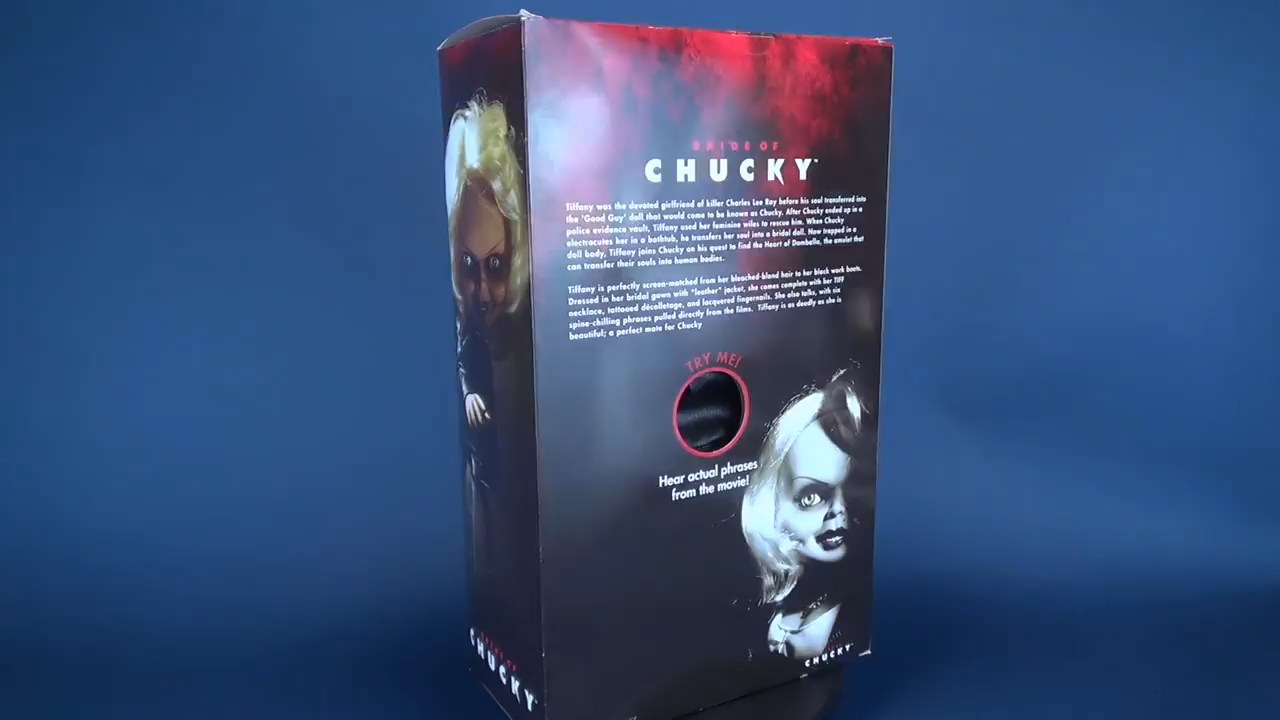 BRIDE OF
CHUCKY™
Tiffany was the devoted girlfriend of killer Charles Lee Ray before his soul transferred into
the 'Good Guy' doll that would come to be known as Chucky. After Chucky ended up in a
police evidence vault, Tiffany used her feminine wiles to rescue him. When Chucky
electrocutes her in a bathtub, he transfers her soul into a bridal doll. Now trapped in a
doll body, Tiffany joins Chucky on his quest to find the Heart of Damballa, the amulet that
can transfer their souls into human bodies.
Tiffany is perfectly screen-matched from her bleached-blond hair to her black work boots.
Dressed in her bridal gown with "leather" jacket, she comes complete with her TIFF
necklace, tattooed décolletage, and lacquered fingernails. She also talks, with six
spine-chilling phrases pulled directly from the films. Tiffany is as deadly as she is
beautiful; a perfect mate for Chucky
TRY ME!
Hear actual phrases
from the movie!
BRIDE OF
CHUCKY
CHUCKY™